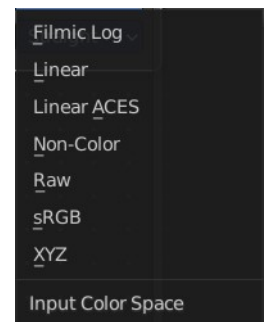 Filmic Log
Linear
Linear ACES
Non-Color
Raw
sRGB
XYZ
Input Color Space